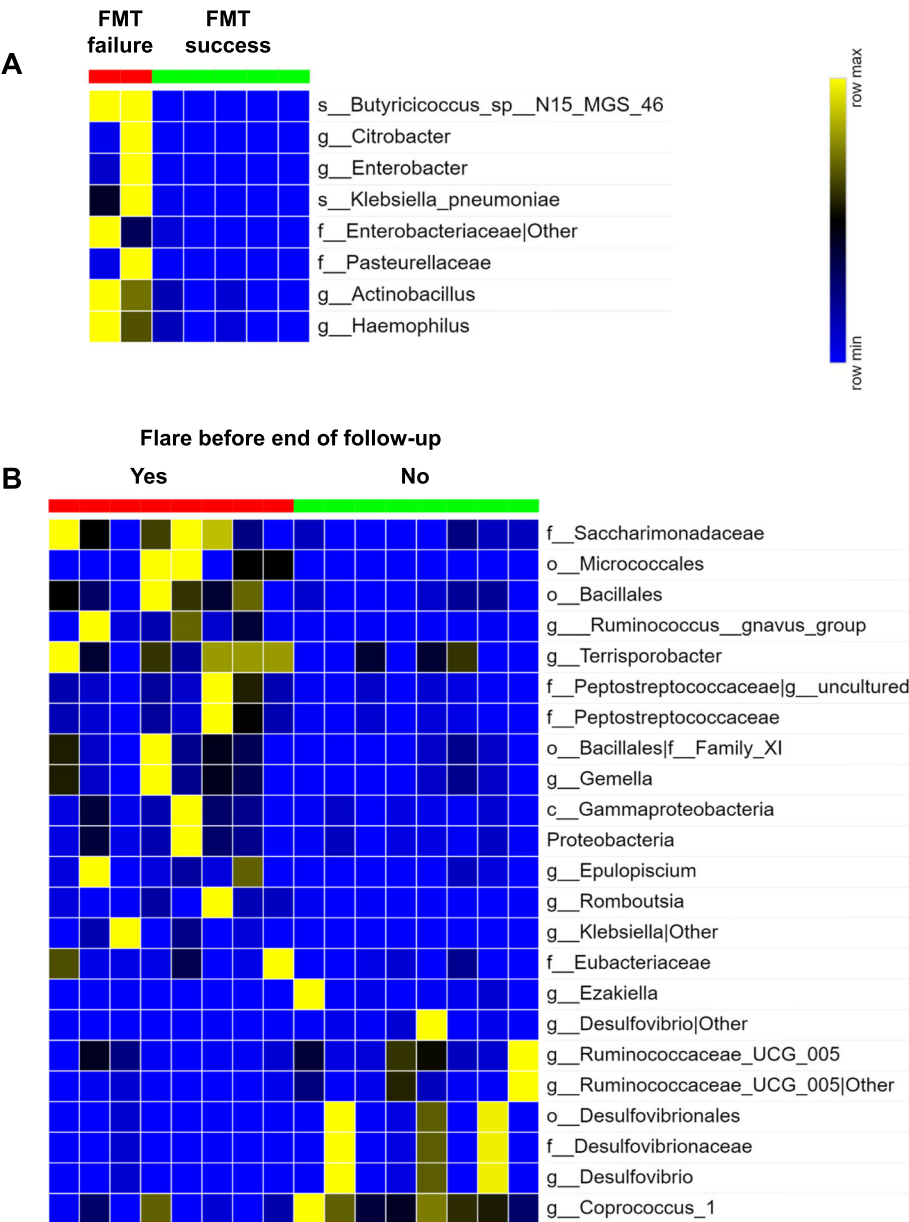 FMT failure
FMT success
A
s__Butyricicoccus_sp__N15_MGS_46
g__Citrobacter
g__Enterobacter
s__Klebsiella_pneumoniae
f__Enterobacteriaceae|Other
f__Pasteurellaceae
g__Actinobacillus
g__Haemophilus
row max
row min
Flare before end of follow-up
B
Yes
No
f__Saccharimonadaceae
o__Micrococcales
o__Bacillales
g___Ruminococcus__gnavus_group
g__Terrisporobacter
f__Peptostreptococcaceae|g__uncultured
f__Peptostreptococcaceae
o__Bacillales|f__Family_XI
g__Gemella
c__Gammaproteobacteria
Proteobacteria
g__Epulopiscium
g__Romboutsia
g__Klebsiella|Other
f__Eubacteriaceae
g__Ezakiella
g__Desulfovibrio|Other
g__Ruminococcaceae_UCG_005
g__Ruminococcaceae_UCG_005|Other
o__Desulfovibrionales
f__Desulfovibrionaceae
g__Desulfovibrio
g__Coprococcus_1